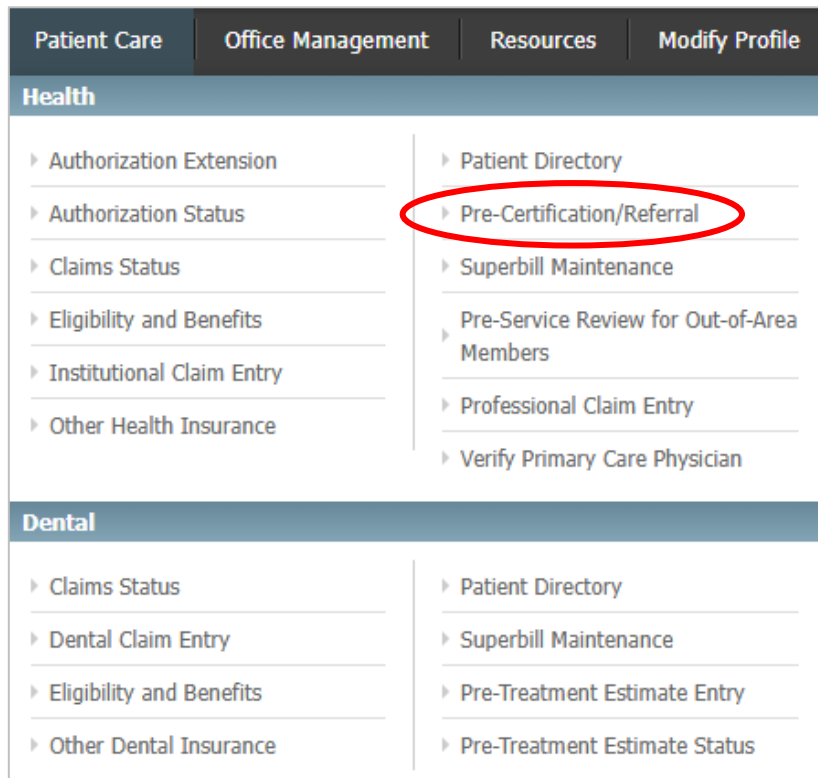 Patient Care Office Management Resources Modify Profile
Health
Authorization Extension
Authorization Status
Claims Status
Eligibility and Benefits
Institutional Claim Entry
Other Health Insurance
Patient Directory
Pre-Certification/Referral
Superbill Maintenance
Pre-Service Review for Out-of-Area
Members
Professional Claim Entry
Verify Primary Care Physician
Dental
Claims Status
Dental Claim Entry
Eligibility and Benefits
Other Dental Insurance
Patient Directory
Superbill Maintenance
Pre-Treatment Estimate Entry
Pre-Treatment Estimate Status